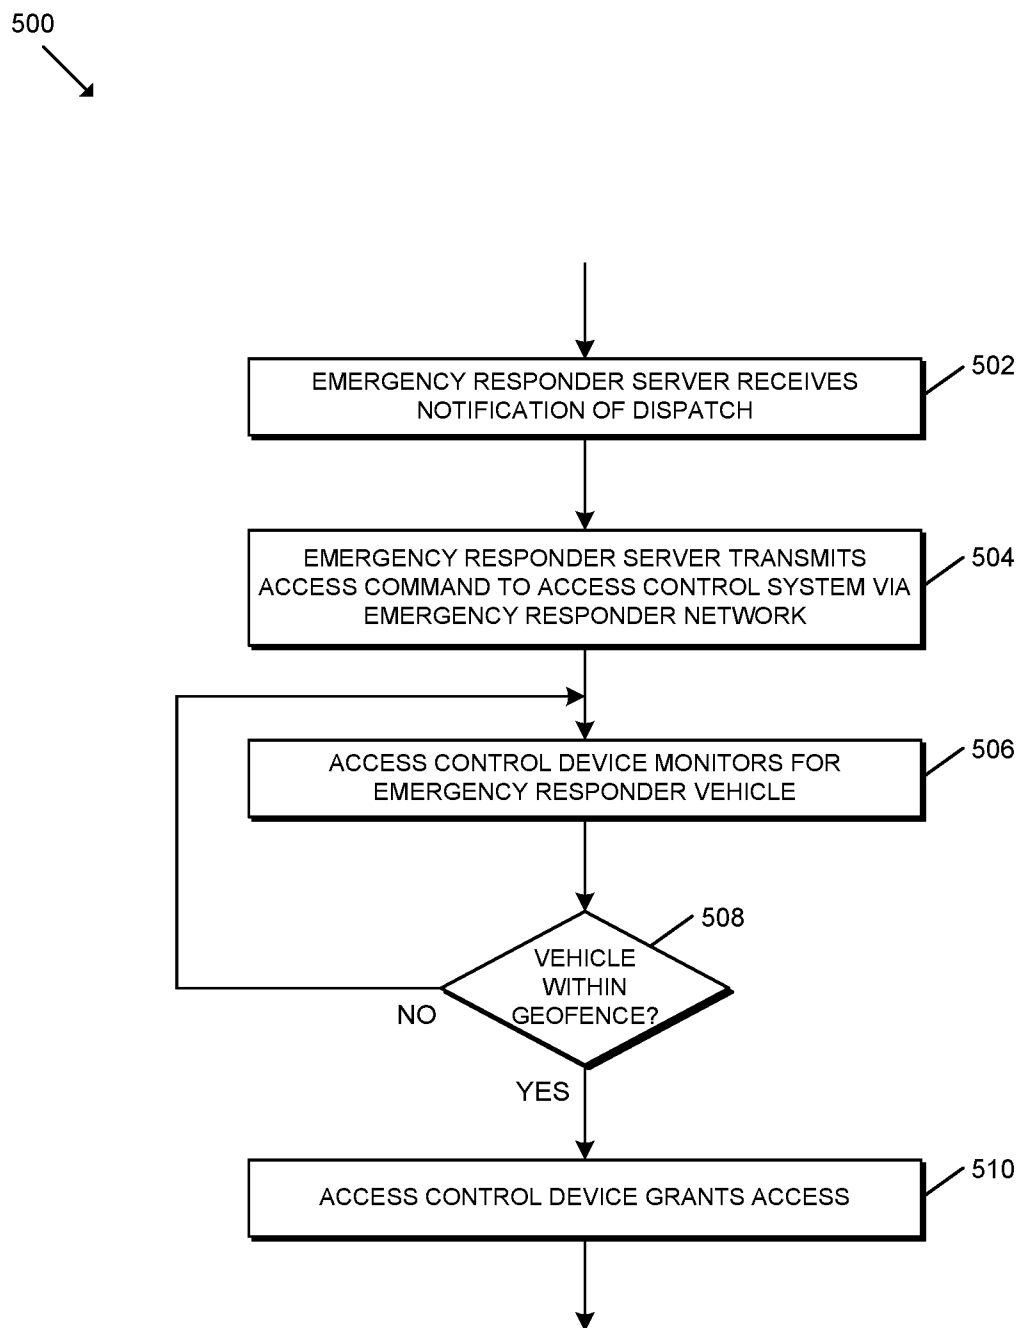 500
EMERGENCY RESPONDER SERVER RECEIVES
NOTIFICATION OF DISPATCH
502
EMERGENCY RESPONDER SERVER TRANSMITS
ACCESS COMMAND TO ACCESS CONTROL SYSTEM VIA
EMERGENCY RESPONDER NETWORK
504
ACCESS CONTROL DEVICE MONITORS FOR
EMERGENCY RESPONDER VEHICLE
506
508
VEHICLE
WITHIN
GEOFENCE?
NO
YES
ACCESS CONTROL DEVICE GRANTS ACCESS
510